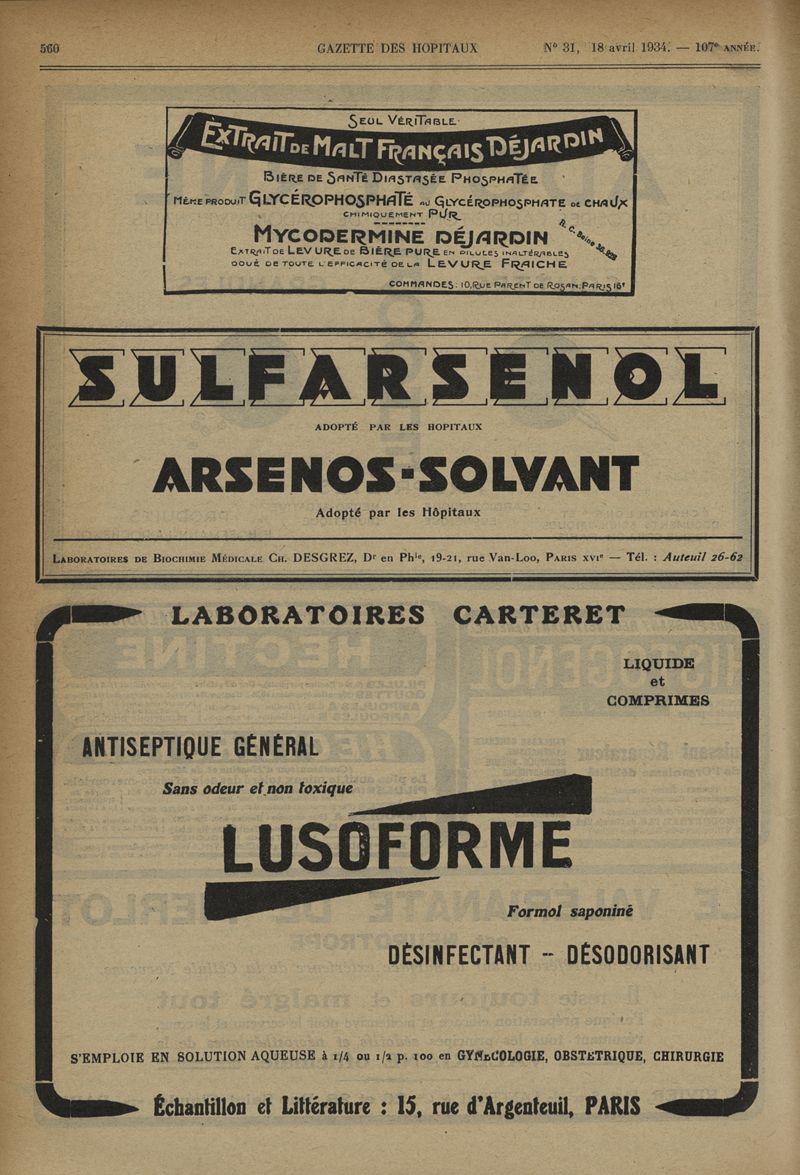 560
GAZETTE DES HOPITAUX
N° 31, 18 avril 1934. — 107e ANNÉE.
SEUL VÉRITABLE
EXTRAIT DE MALT FRANÇAIS DÉJARDIN
BIÈRE DE SANTÉ DIASTASÉE PHOSPHATÉE
MÊME PRODUIT GLYCÉROPHOSPHATÉ AU GLYCÉROPHOSPHATE DE CHAUX
CHIMIQUEMENT PUR
MYCODERMINE DÉJARDIN
R. C. Seine
EXTRAIT DE LEVURE DE BIÈRE PURE EN PILULES INALTÉRABLES
DOUÉ DE TOUTE L'EFFICACITÉ DE LA LEVURE FRAICHE
COMMANDES : 10, RUE PARENT DE ROSAN. PARIS 16e
SULFARSENOL
ADOPTÉ PAR LES HOPITAUX
ARSENOS-SOLVANT
Adopté par les Hôpitaux
LABORATOIRES DE BIOCHIMIE MÉDICALE CH. DESGREZ, Dr en Phie, 19-21, rue Van-Loo, PARIS XVIe — Tél. : Auteuil 26-62
LABORATOIRES CARTERET
LIQUIDE
et
COMPRIMES
ANTISEPTIQUE GÉNÉRAL
Sans odeur et non toxique
LUSOFORME
Formol saponiné
DÉSINFECTANT - DÉSODORISANT
S'EMPLOIE EN SOLUTION AQUEUSE à 1/4 ou 1/2 p. 100 en GYNÉCOLOGIE, OBSTÉTRIQUE, CHIRURGIE
Échantillon et Littérature : 15, rue d'Argenteuil, PARIS